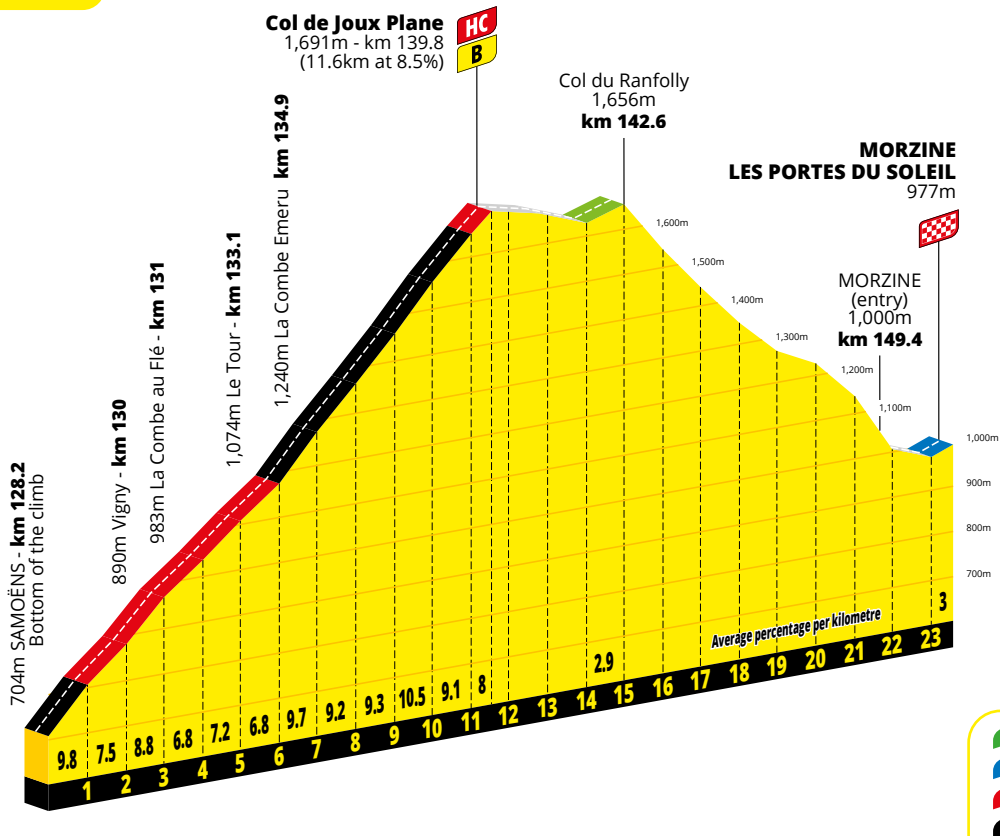 Col de Joux Plane
1,691m - km 139.8
(11.6km at 8.5%)
HC
B
Col du Ranfolly
1,656m
km 142.6
MORZINE
LES PORTES DU SOLEIL
977m
MORZINE
(entry)
1,000m
km 149.4
704m SAMOËNS - km 128.2
Bottom of the climb
890m Vigny - km 130
983m La Combe au Flé - km 131
1,074m Le Tour - km 133.1
1,240m La Combe Emeru km 134.9
1,600m
1,500m
1,400m
1,300m
1,200m
1,100m
1,000m
900m
800m
700m
Average percentage per kilometre
9.8 7.5 8.8 6.8 7.2 6.8 9.7 9.2 9.3 10.5 9.1 8 2.9 3
1 2 3 4 5 6 7 8 9 10 11 12 13 14 15 16 17 18 19 20 21 22 23